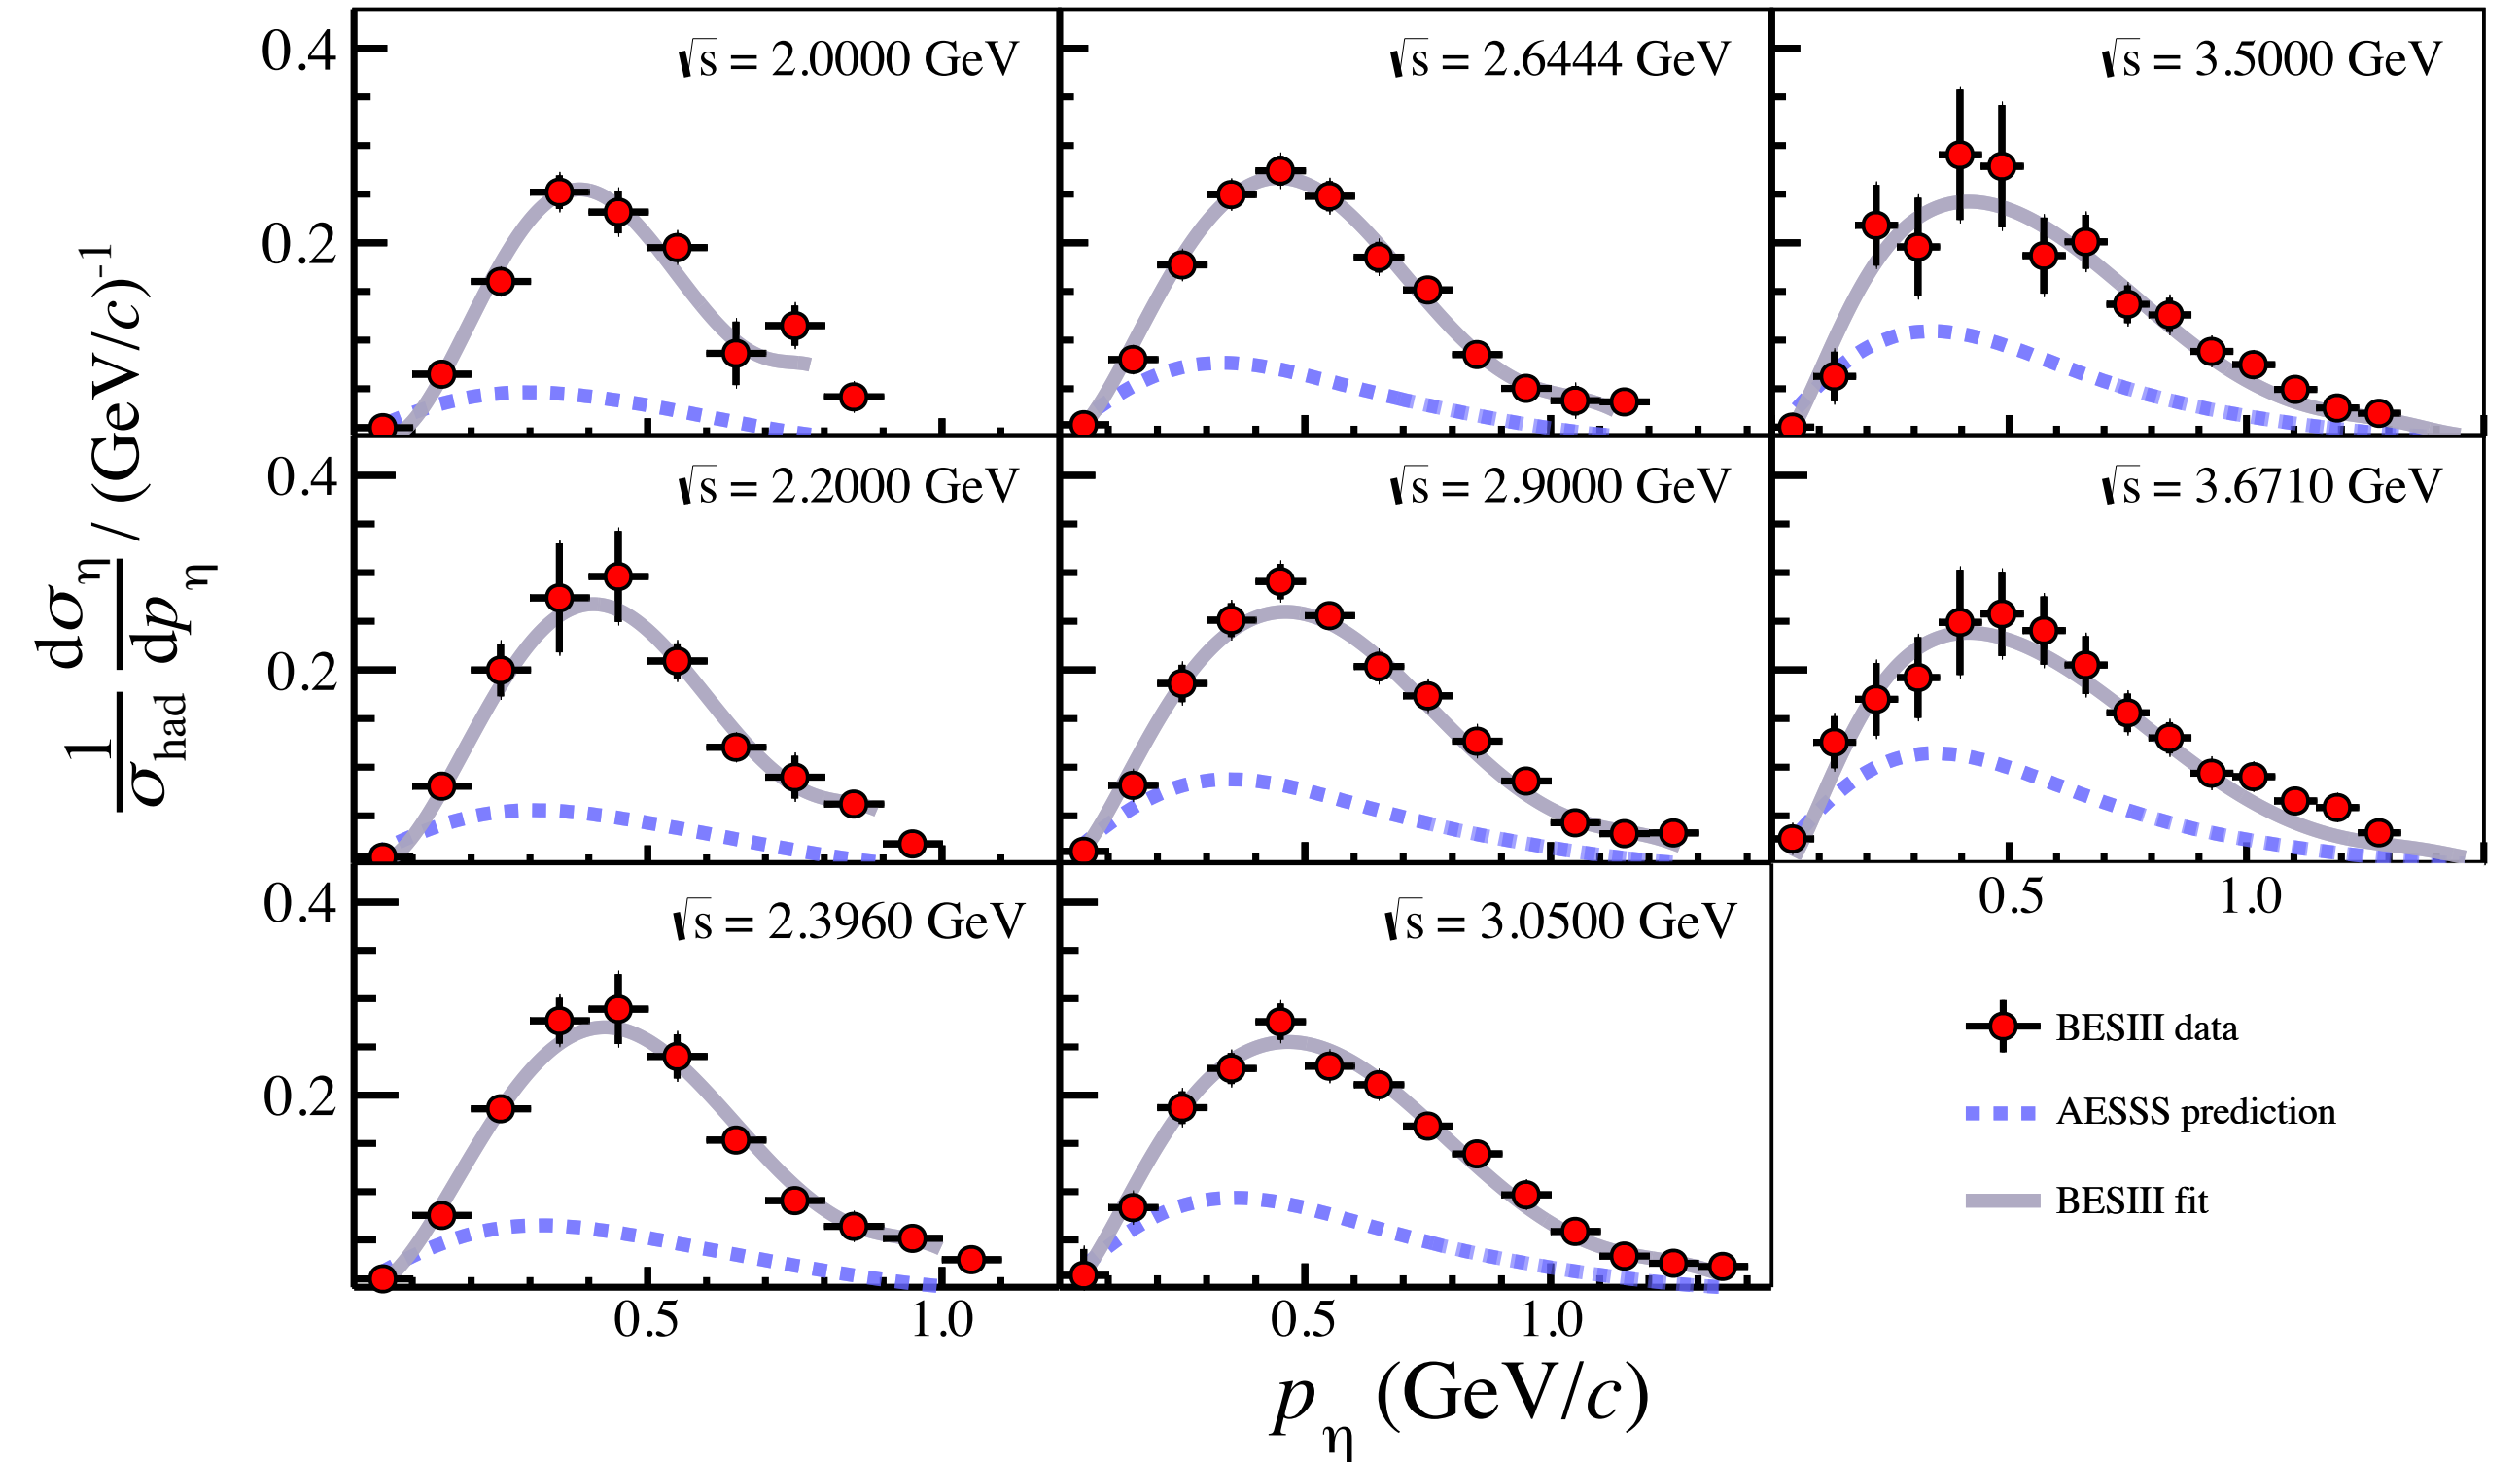 √s = 2.0000 GeV
√s = 2.6444 GeV
√s = 3.5000 GeV
0.4
0.2
√s = 2.2000 GeV
√s = 2.9000 GeV
√s = 3.6710 GeV
0.4
0.2
0.5 1.0
√s = 2.3960 GeV
√s = 3.0500 GeV
0.4
0.2
0.5 1.0
0.5 1.0
BESIII data
AESSS prediction
BESIII fit
1/σhad dση/dpη / (GeV//c)-1
pη (GeV/c)